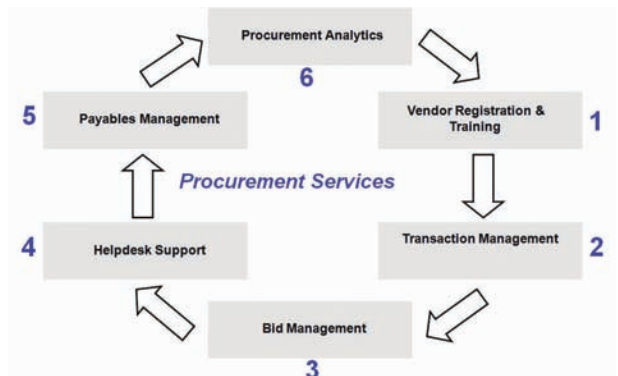 Procurement Analytics
6
5
Payables Management
Vendor Registration &
Training
1
Procurement Services
4
Helpdesk Support
Transaction Management
2
Bid Management
3